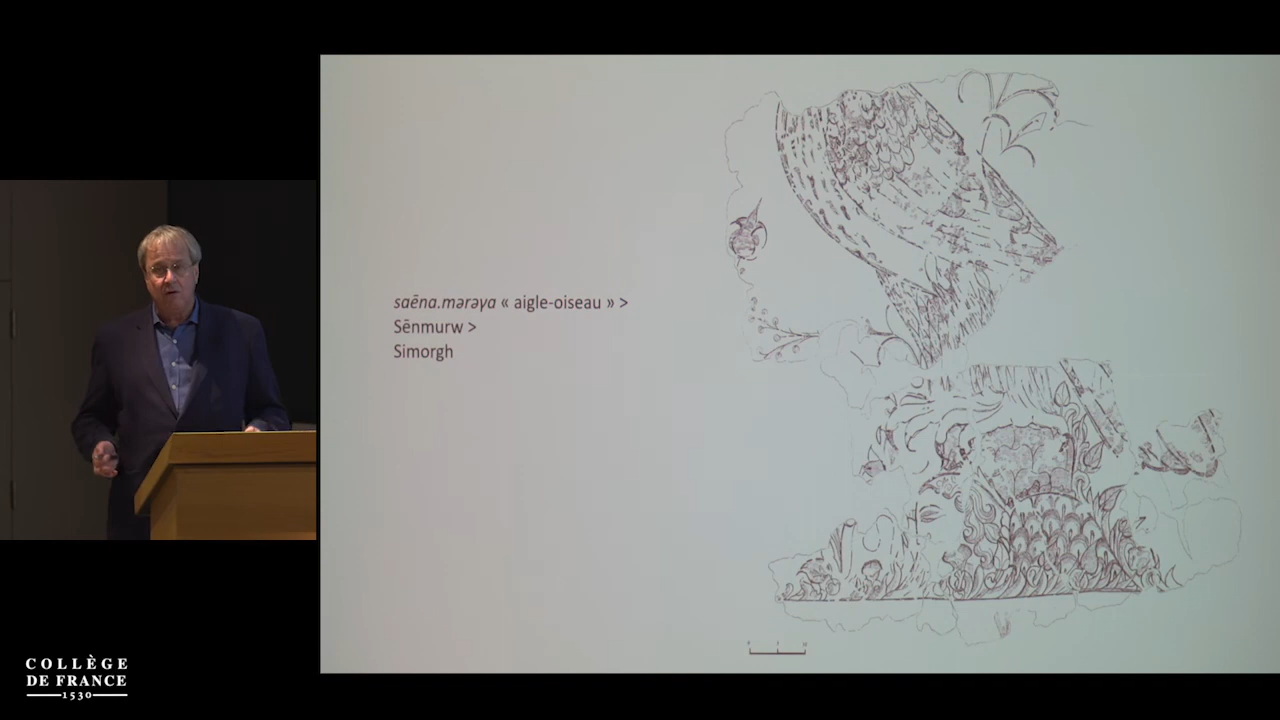 saēna.mərəγa « aigle-oiseau » >
Sēnmurw >
Simorgh
COLLÈGE
DE FRANCE
1530